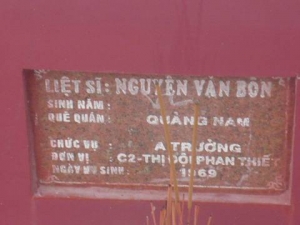 LIỆT SĨ: NGUYỄN VĂN BÔN
SINH NĂM:
QUÊ QUÁN: QUẢNG NAM
CHỨC VỤ: A TRƯỞNG
ĐƠN VỊ: C2-THỊ ĐỘI PHAN THIẾT
NGÀY HY SINH: 1969